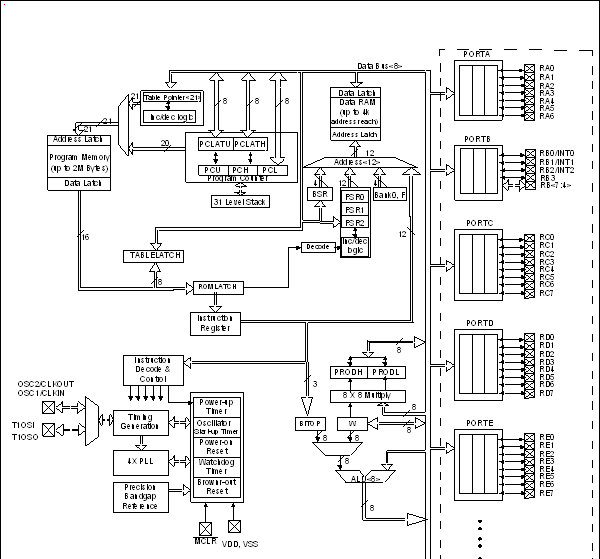 Data Bus<8>
PORTA
RA0
RA1
RA2
RA3
RA4
RA5
RA6
21
Table Pointer<21>
inc/dec logic
8
8
8
Data Latch
Data RAM
(up to 4k
address reach)
Address Latch
21
21
20
PCLATU
PCLATH
PCU
PCH
PCL
Program Counter
31 Level Stack
Address Latch
Program Memory
(up to 2M Bytes)
Data Latch
12
Address<12>
PORTB
RB0/INT0
RB1/INT1
RB2/INT2
RB3
RB<7:4>
4
12
4
BSR
FSR0
FSR1
FSR2
Bank0, F
inc/dec
logic
Decode
12
16
TABLELATCH
8
ROMLATCH
Instruction
Register
PORTC
RC0
RC1
RC2
RC3
RC4
RC5
RC6
RC7
PORTD
RD0
RD1
RD2
RD3
RD4
RD5
RD6
RD7
8
PRODH
PRODL
8 X 8 Multiply
3
8
BITOP
W
8
8
8
8
ALU<8>
8
Instruction
Decode &
Control
OSC2/CLKOUT
OSC1/CLKIN
T1OSI
T1OSO
Timing
Generation
4X PLL
Precision
Bandgap
Reference
Power-up
Timer
Oscillator
Start-up Timer
Power-on
Reset
Watchdog
Timer
Brown-out
Reset
MCLR
VDD, VSS
PORTE
RE0
RE1
RE2
RE3
RE4
RE5
RE6
RE7